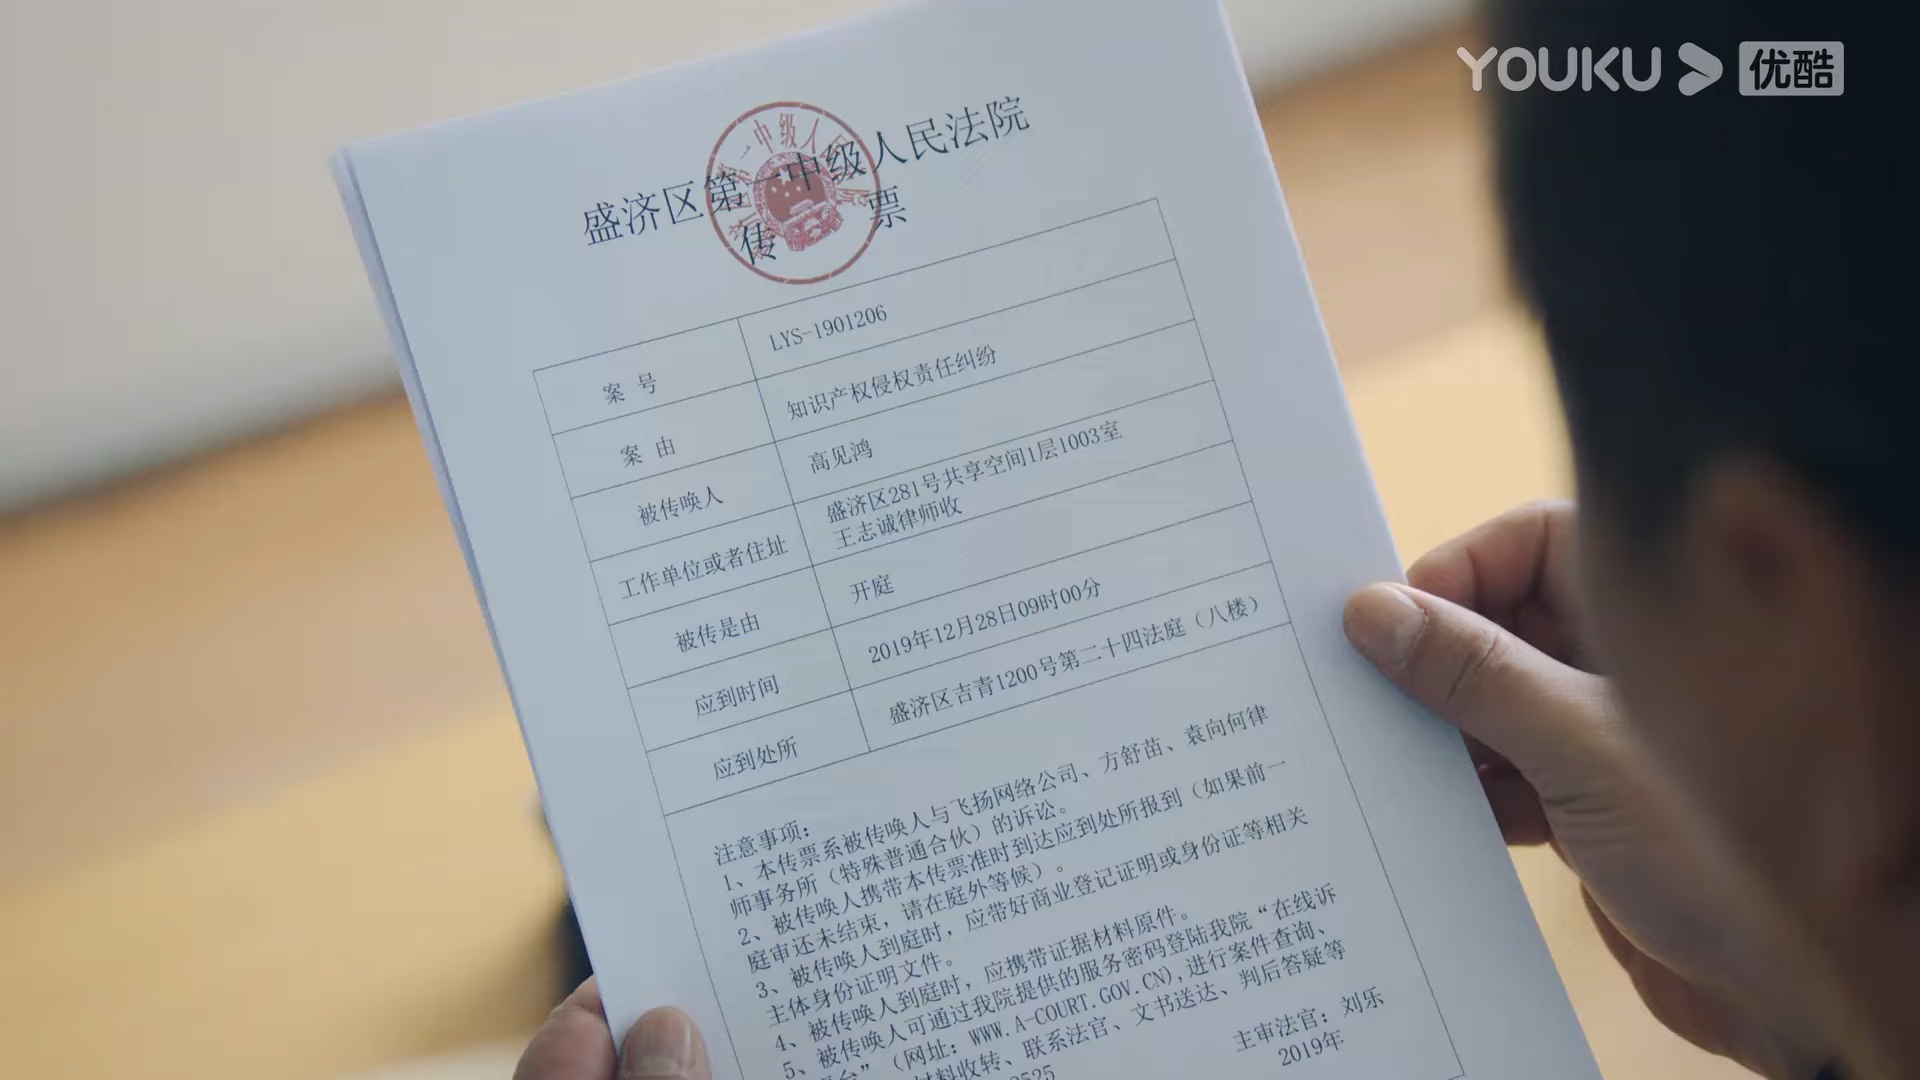 YOUKU 优酷
盛济区第一中级人民法院
传 票
案 号
LYS-1901206
案 由
知识产权侵权责任纠纷
被传唤人
高见鸿
工作单位或者住址
盛济区281号共享空间1层1003室
王志诚律师收
被传是由
开庭
应到时间
2019年12月28日09时00分
应到处所
盛济区吉青1200号第二十四法庭（八楼）
注意事项：
1、本传票系被传唤人与飞扬网络公司、方舒苗、袁向何律
师事务所（特殊普通合伙）的诉讼。
2、被传唤人携带本传票准时到达应到处所报到（如果前一
庭审还未结束，请在庭外等候）。
3、被传唤人到庭时，应带好商业登记证明或身份证等相关
主体身份证明文件。
4、被传唤人到庭时，应携带证据材料原件。
5、被传唤人可通过我院提供的服务密码登陆我院“在线诉
台”（网址：WWW.A-COURT.GOV.CN),进行案件查询、
材料收转、联系法官、文书送达、判后答疑等
2525
主审法官：刘乐
2019年